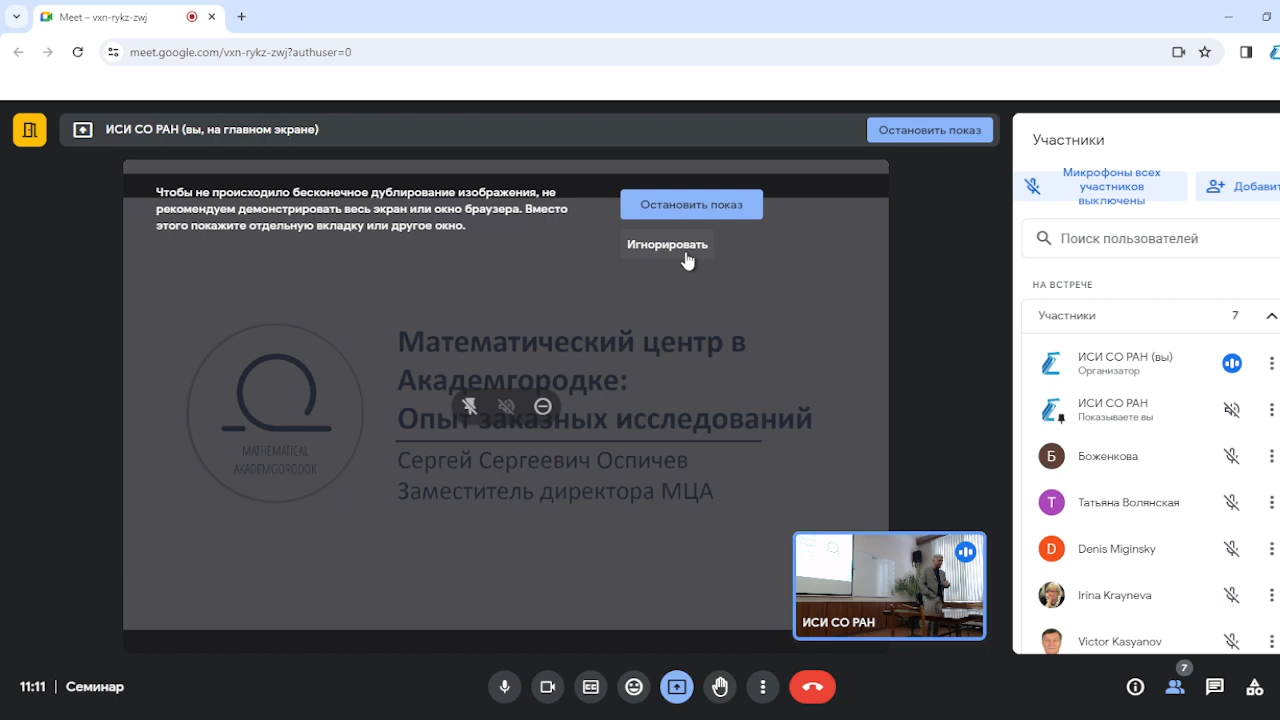 Meet – vxn-rykz-zwj
meet.google.com/vxn-rykz-zwj?authuser=0
ИСИ СО РАН (вы, на главном экране)
Остановить показ
Чтобы не происходило бесконечное дублирование изображения, не
рекомендуем демонстрировать весь экран или окно браузера. Вместо
этого покажите отдельную вкладку или другое окно.
Остановить показ
Игнорировать
MATHEMATICAL
AKADEMGORODOK
Математический центр в
Академгородке:
Опыт заказных исследований
Сергей Сергеевич Оспичев
Заместитель директора МЦА
ИСИ СО РАН
Участники
Микрофоны всех
участников
выключены
Добавит
Поиск пользователей
НА ВСТРЕЧЕ
Участники 7
ИСИ СО РАН (вы)
Организатор
ИСИ СО РАН
Показываете вы
Б Боженкова
Т Татьяна Волянская
D Denis Miginsky
Irina Krayneva
Victor Kasyanov
11:11 | Семинар
7